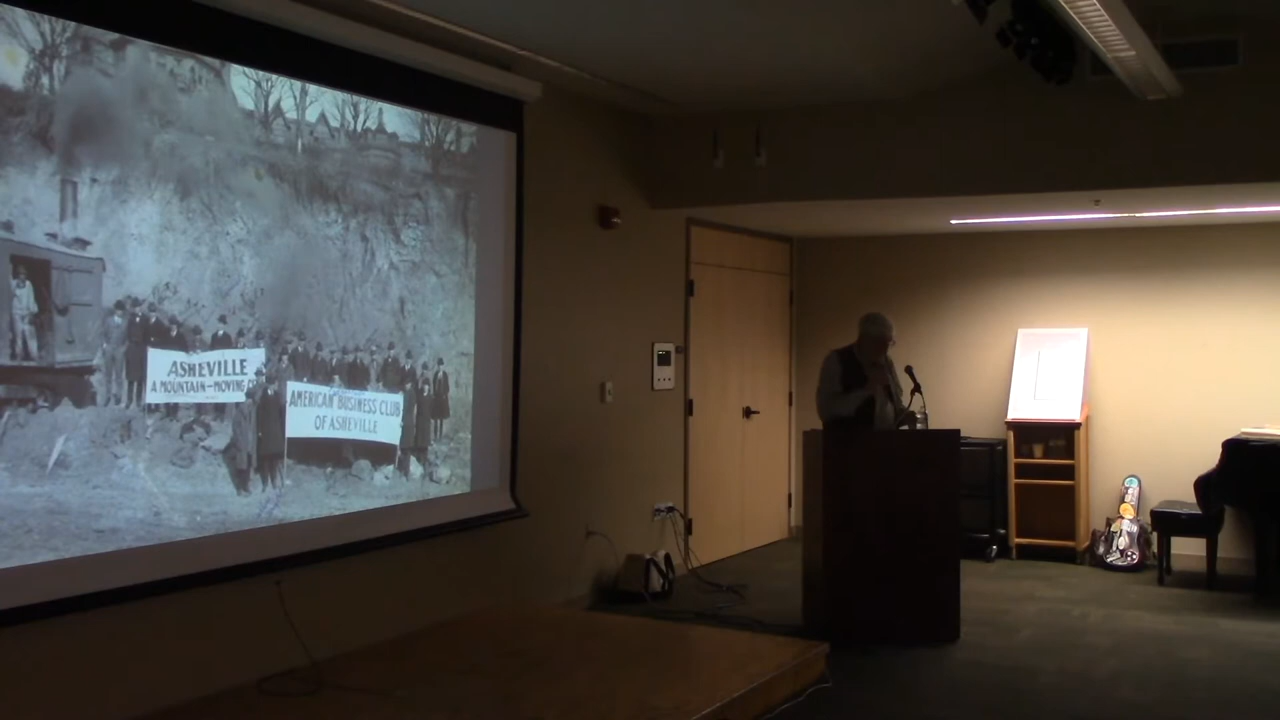 ASHEVILLE
A MOUNTAIN-MOVING
AMERICAN BUSINESS CLUB
OF ASHEVILLE